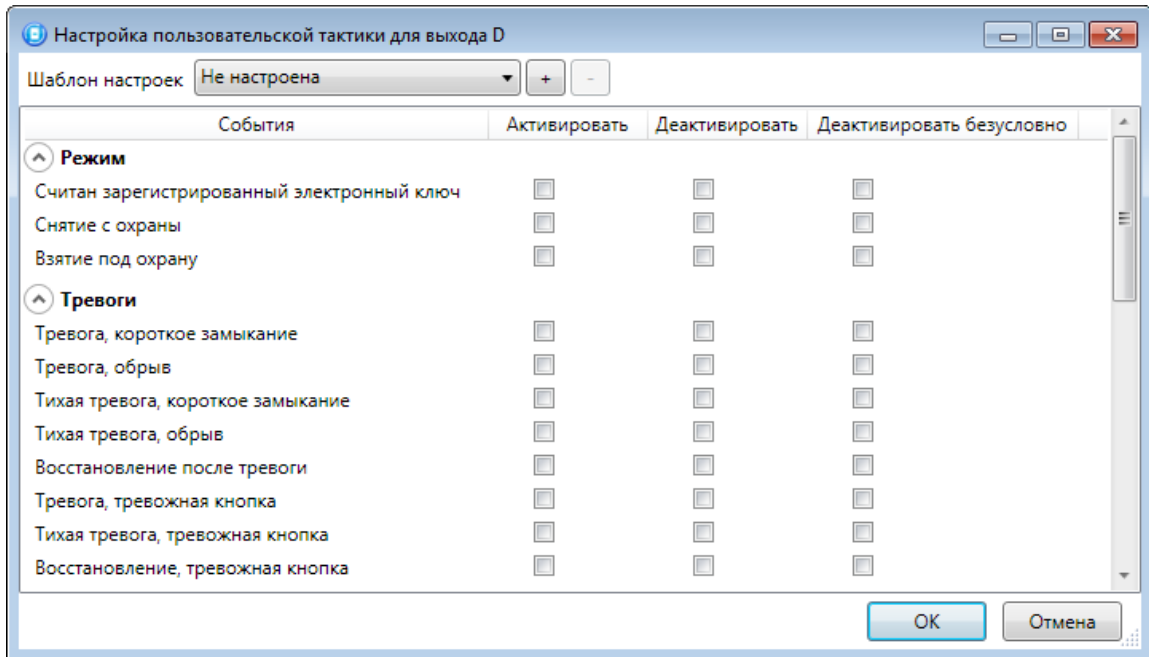 Настройка пользовательской тактики для выхода D
Шаблон настроек Не настроена + -
События Активировать Деактивировать Деактивировать безусловно
Режим
Считан зарегистрированный электронный ключ
Снятие с охраны
Взятие под охрану
Тревоги
Тревога, короткое замыкание
Тревога, обрыв
Тихая тревога, короткое замыкание
Тихая тревога, обрыв
Восстановление после тревоги
Тревога, тревожная кнопка
Тихая тревога, тревожная кнопка
Восстановление, тревожная кнопка
OK Отмена